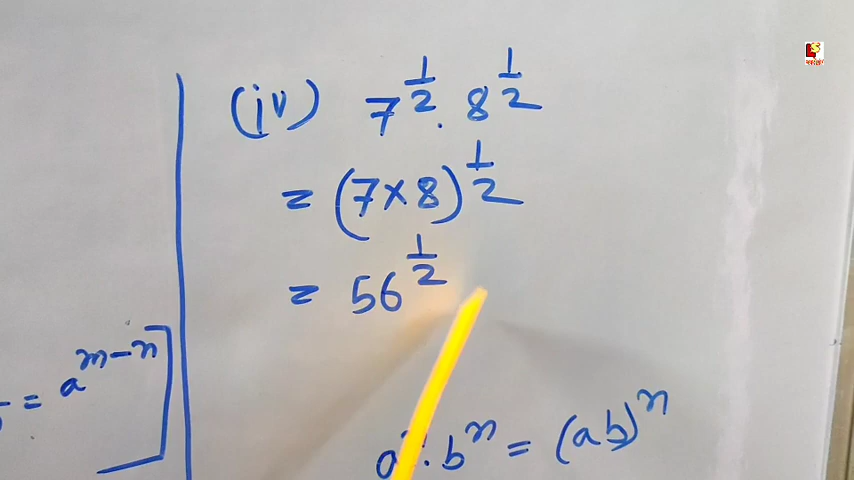 (iv) 7^{1/2} . 8^{1/2}
= (7×8)^{1/2}
= 56^{1/2}
= a^{m-n}]
. b^n = (ab)^n